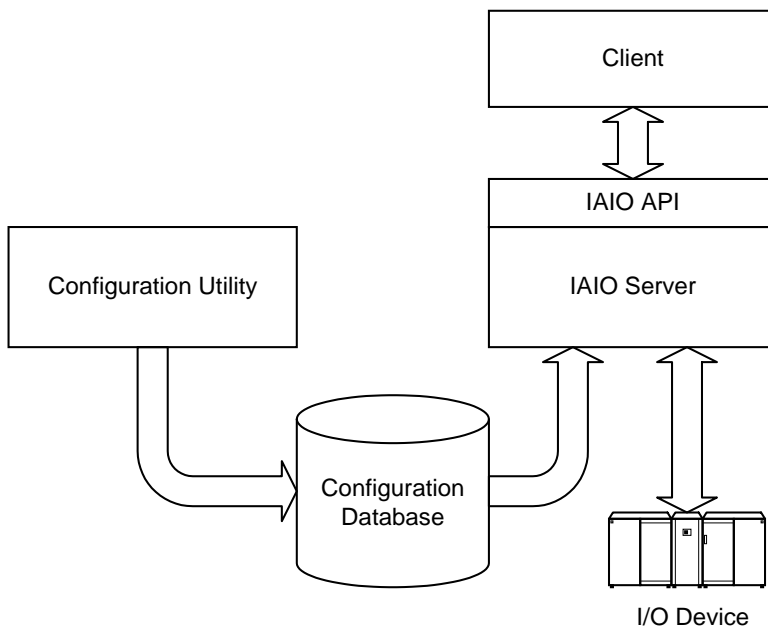 Client
IAIO API
Configuration Utility
IAIO Server
Configuration
Database
I/O Device